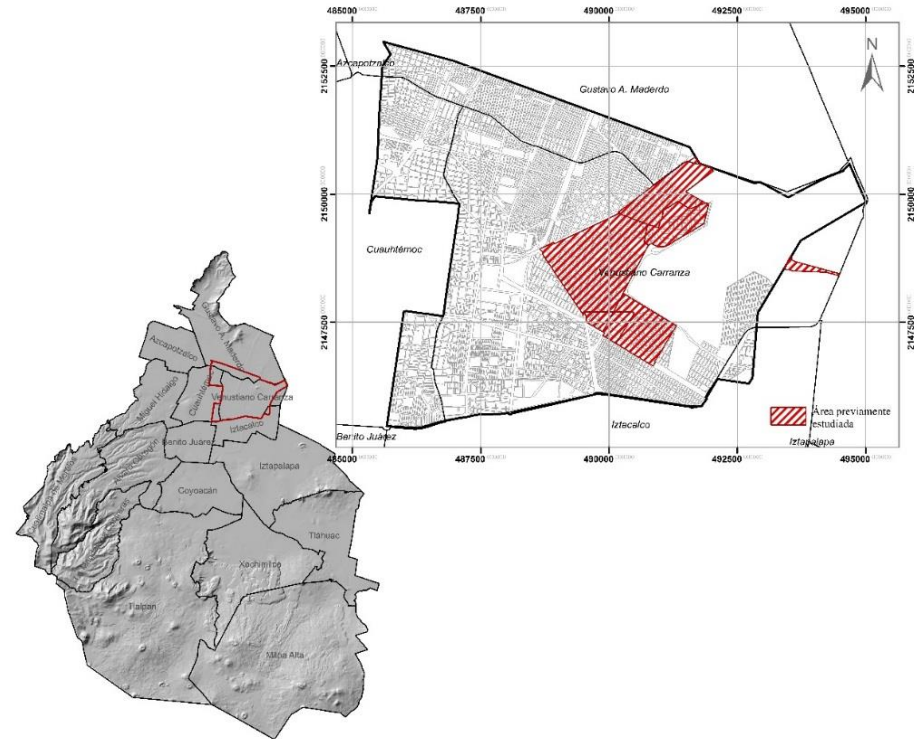 485000
487500
490000
492500
495000
Azcapotzalco
N
2152500
2152500
Gustavo A. Maderdo
2150000
2150000
Cuauhtémoc
Venustiano Carranza
2147500
2147500
Área previamente
estudiada
Benito Juárez
Iztacalco
Iztapalapa
485000
487500
490000
492500
495000
Gustavo A. Maderdo
Azcapotzalco
Miguel Hidalgo
Cuauhtémoc
Venustiano Carranza
Iztacalco
Benito Juárez
Iztapalapa
Coyoacán
Tláhuac
Xochimilco
Tlalpan
Milpa Alta